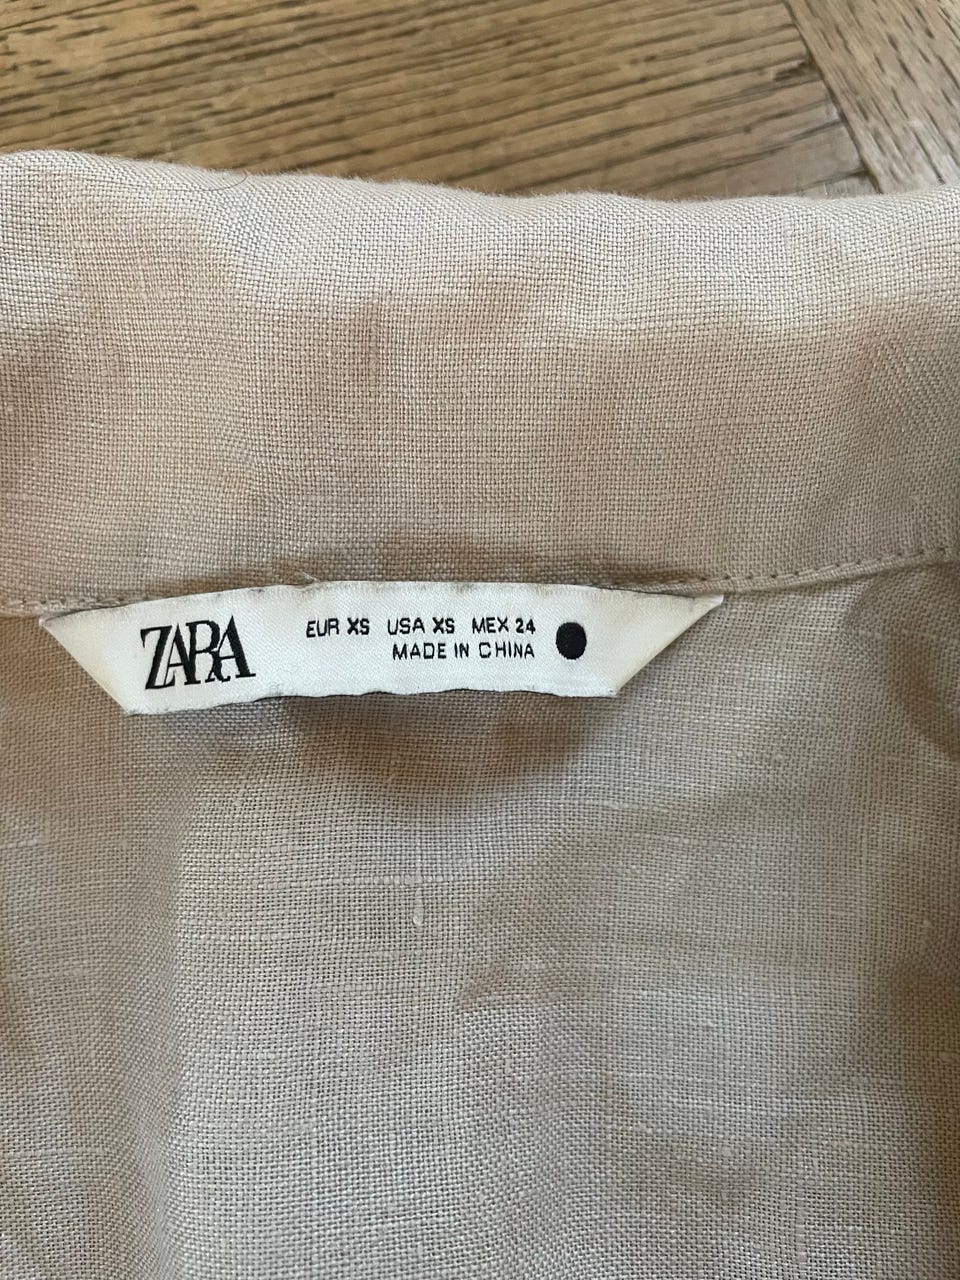 ZARA
EUR XS USA XS MEX 24
MADE IN CHINA